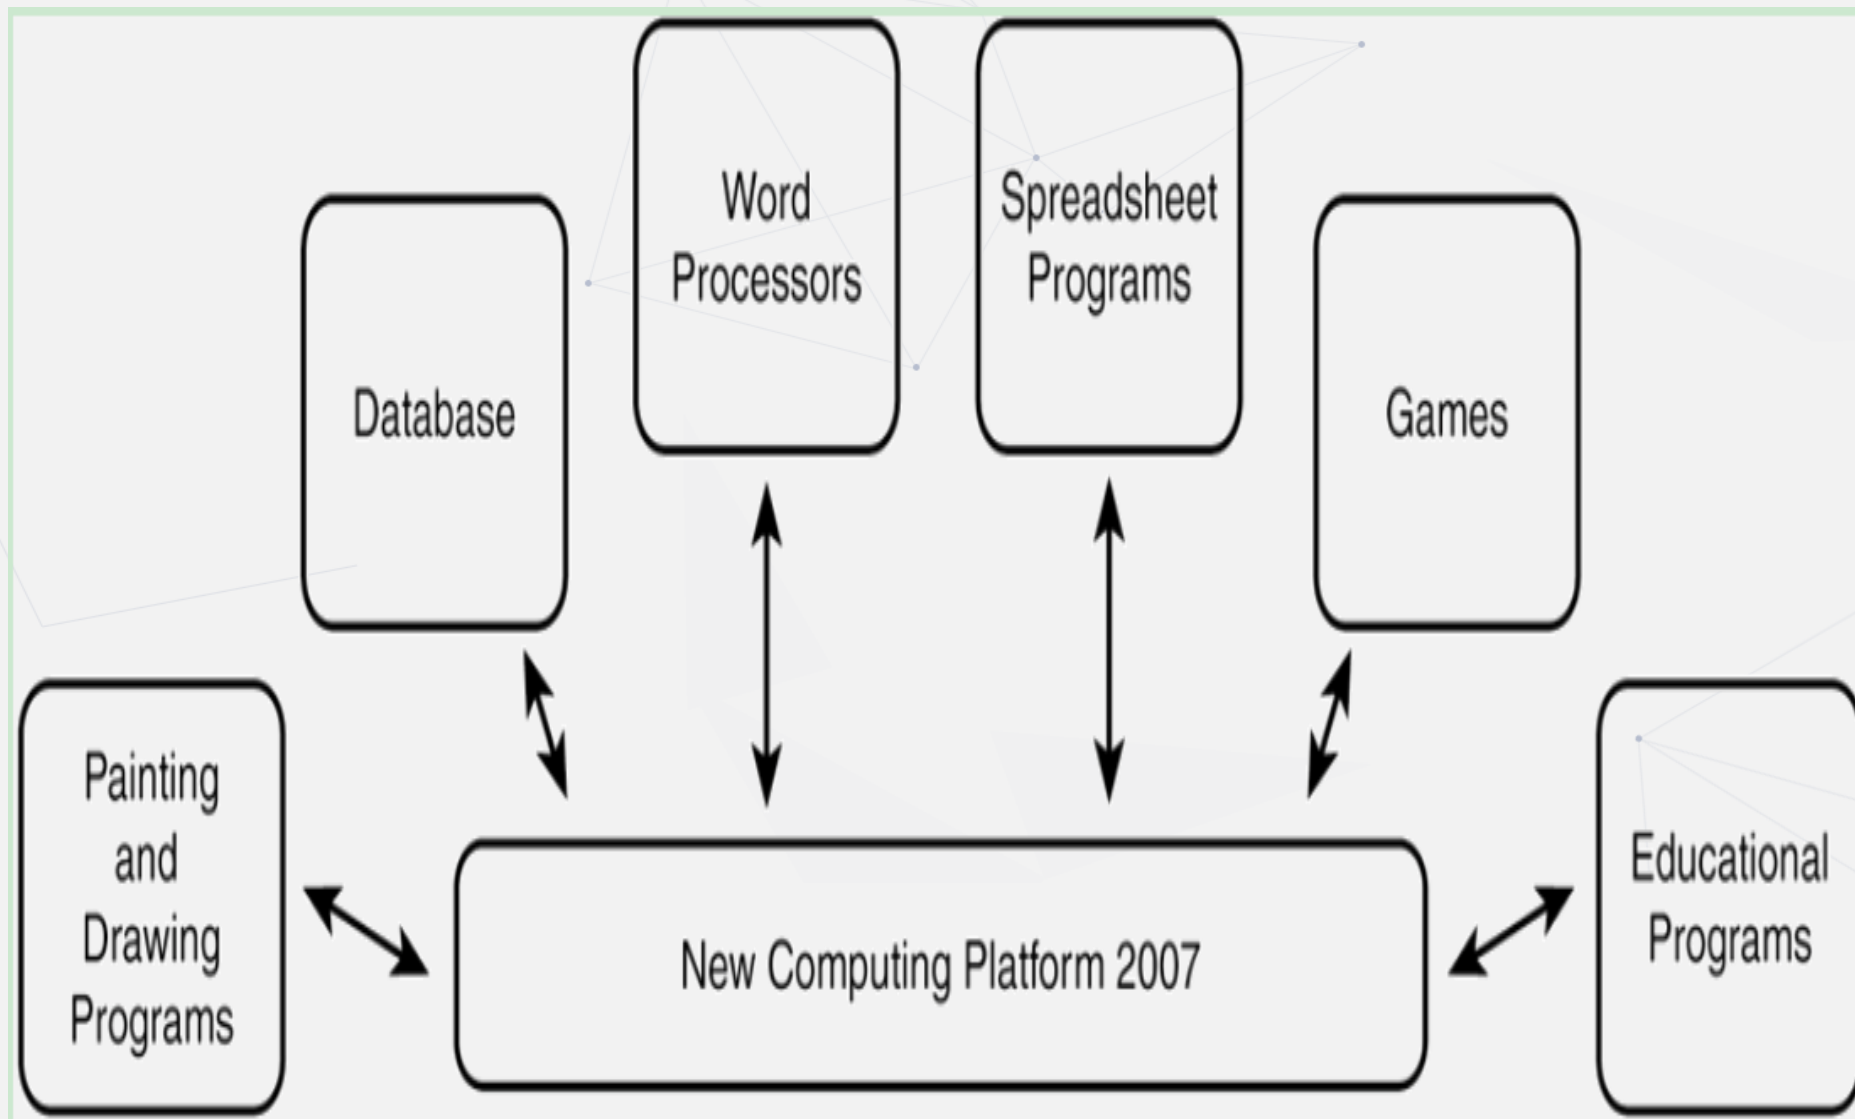 Word
Processors
Spreadsheet
Programs
Database
Games
Painting
and
Drawing
Programs
Educational
Programs
New Computing Platform 2007